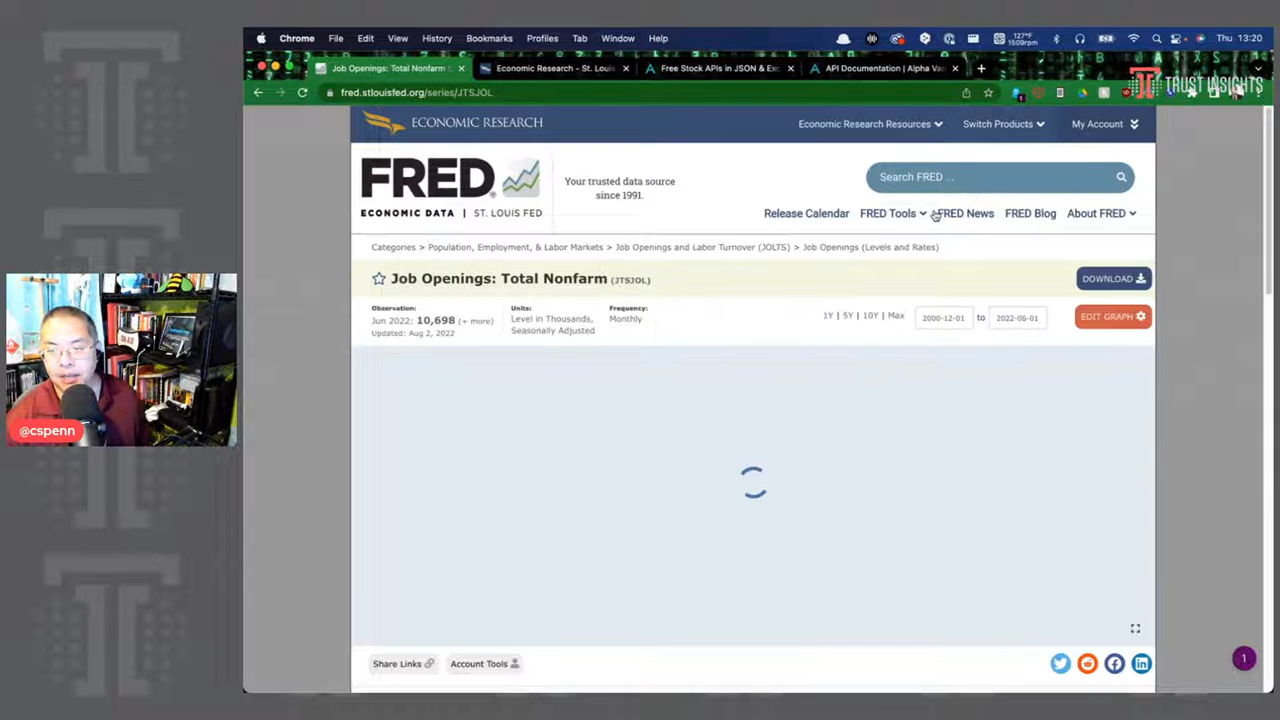 Chrome File Edit View History Bookmarks Profiles Tab Window Help
127°F
1509rpm
Thu 13:20
Job Openings: Total Nonfarm
Economic Research - St. Loui
Free Stock APIs in JSON & Exc
API Documentation | Alpha Va
fred.stlouisfed.org/series/JTSJOL
TRUST INSIGHTS
ECONOMIC RESEARCH
Economic Research Resources
Switch Products
My Account
FRED
ECONOMIC DATA | ST. LOUIS FED
Your trusted data source
since 1991.
Search FRED ...
Release Calendar
FRED Tools
FRED News
FRED Blog
About FRED
Categories > Population, Employment, & Labor Markets > Job Openings and Labor Turnover (JOLTS) > Job Openings (Levels and Rates)
Job Openings: Total Nonfarm (JTSJOL)
DOWNLOAD
Observation:
Jun 2022: 10,698 (+ more)
Updated: Aug 2, 2022
Units:
Level in Thousands,
Seasonally Adjusted
Frequency:
Monthly
1Y | 5Y | 10Y | Max
2000-12-01 to 2022-06-01
EDIT GRAPH
@cspenn
Share Links
Account Tools
1